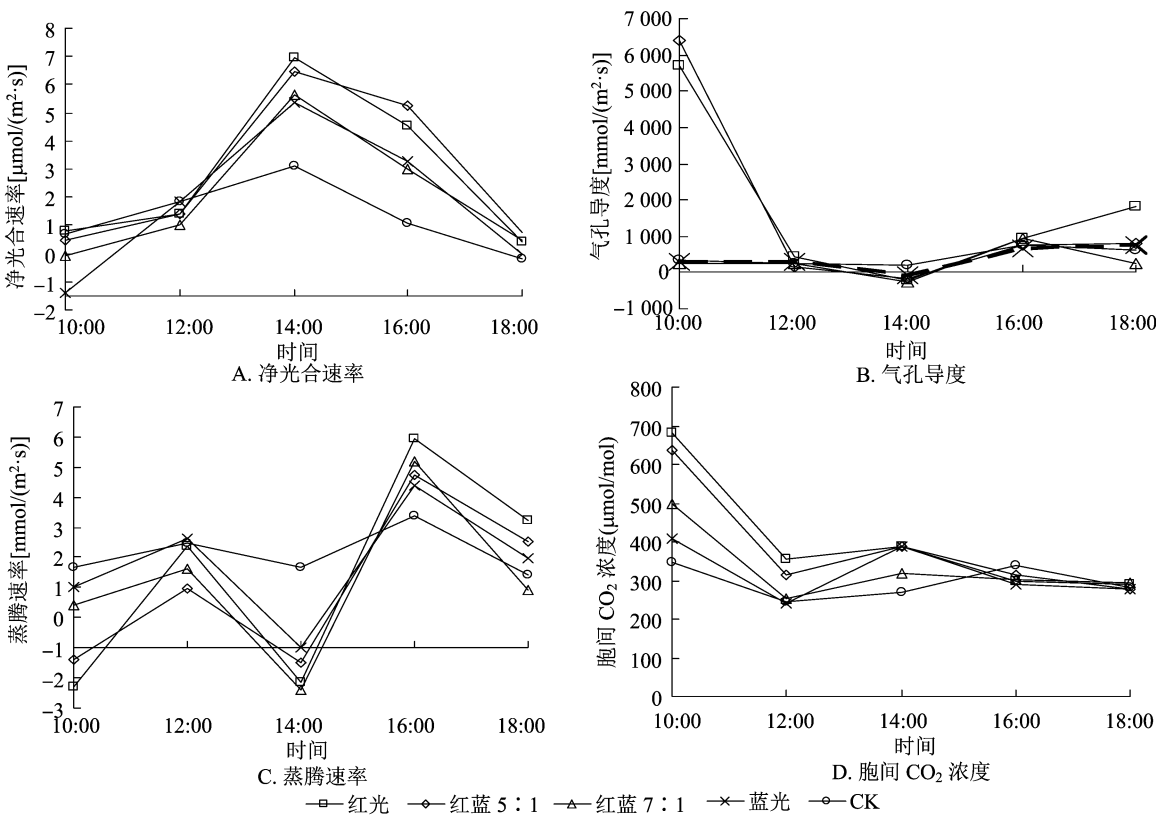 净光合速率[μmol/(m²·s)]
8
7
6
5
4
3
2
1
0
−1
−2
10:00 12:00 14:00 16:00 18:00
时间
A. 净光合速率
气孔导度[mmol/(m²·s)]
7 000
6 000
5 000
4 000
3 000
2 000
1 000
0
−1 000
10:00 12:00 14:00 16:00 18:00
时间
B. 气孔导度
蒸腾速率[mmol/(m²·s)]
7
6
5
4
3
2
1
0
−1
−2
−3
10:00 12:00 14:00 16:00 18:00
时间
C. 蒸腾速率
胞间 CO₂ 浓度(μmol/mol)
800
700
600
500
400
300
200
100
0
10:00 12:00 14:00 16:00 18:00
时间
D. 胞间 CO₂ 浓度
红光 红蓝 5∶1 红蓝 7∶1 蓝光 CK